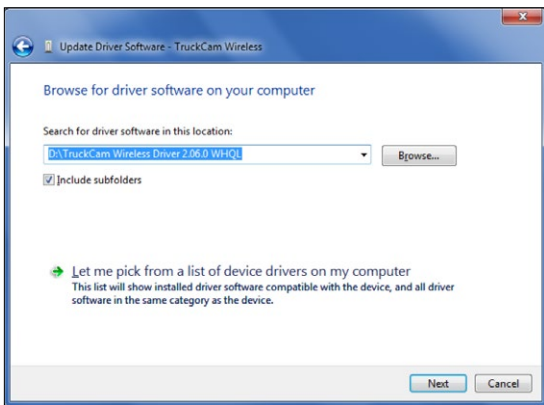 Update Driver Software - TruckCam Wireless
Browse for driver software on your computer
Search for driver software in this location:
D:\TruckCam Wireless Driver 2.06.0 WHQL
Browse...
Include subfolders
Let me pick from a list of device drivers on my computer
This list will show installed driver software compatible with the device, and all driver
software in the same category as the device.
Next
Cancel